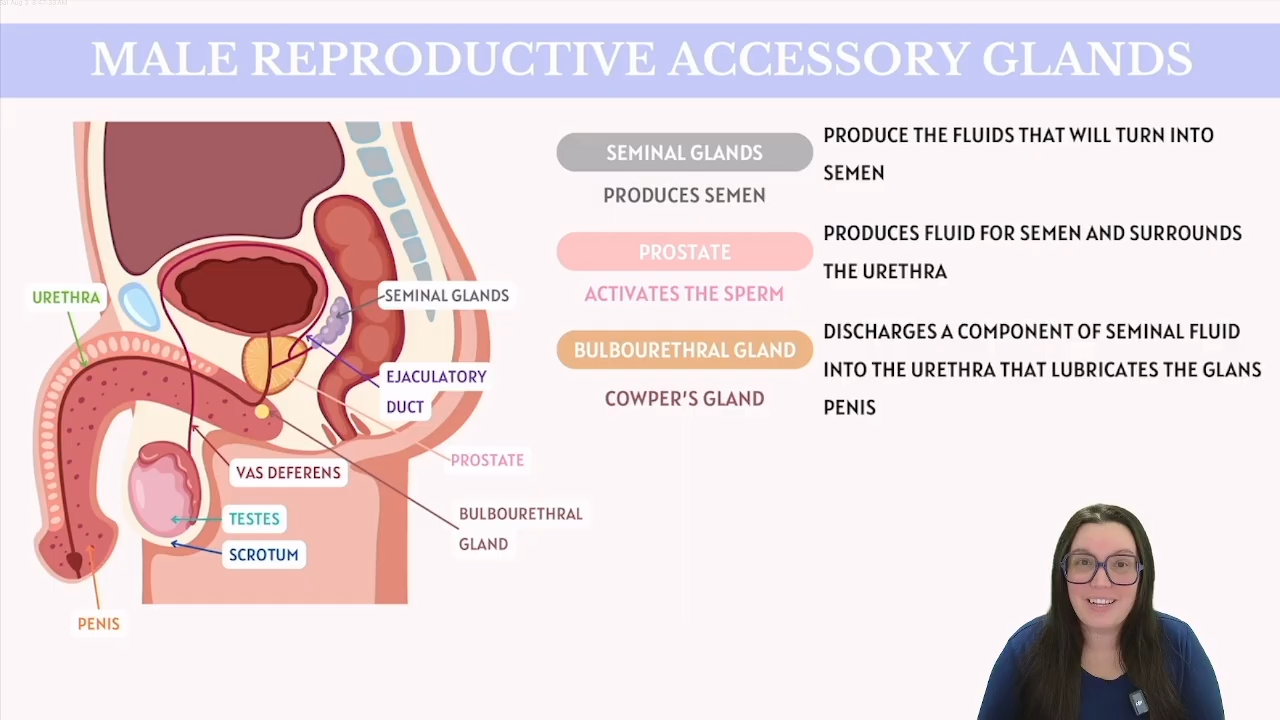 MALE REPRODUCTIVE ACCESSORY GLANDS
SEMINAL GLANDS
PRODUCES SEMEN
PRODUCE THE FLUIDS THAT WILL TURN INTO
SEMEN
PROSTATE
ACTIVATES THE SPERM
PRODUCES FLUID FOR SEMEN AND SURROUNDS
THE URETHRA
BULBOURETHRAL GLAND
COWPER'S GLAND
DISCHARGES A COMPONENT OF SEMINAL FLUID
INTO THE URETHRA THAT LUBRICATES THE GLANS
PENIS
URETHRA
SEMINAL GLANDS
EJACULATORY
DUCT
PROSTATE
VAS DEFERENS
BULBOURETHRAL
GLAND
TESTES
SCROTUM
PENIS